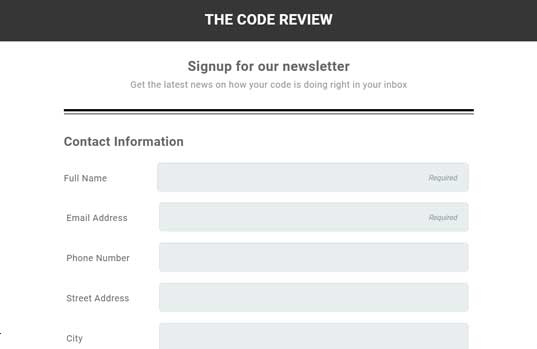 THE CODE REVIEW
Signup for our newsletter
Get the latest news on how your code is doing right in your inbox
Contact Information
Full Name Required
Email Address Required
Phone Number
Street Address
City